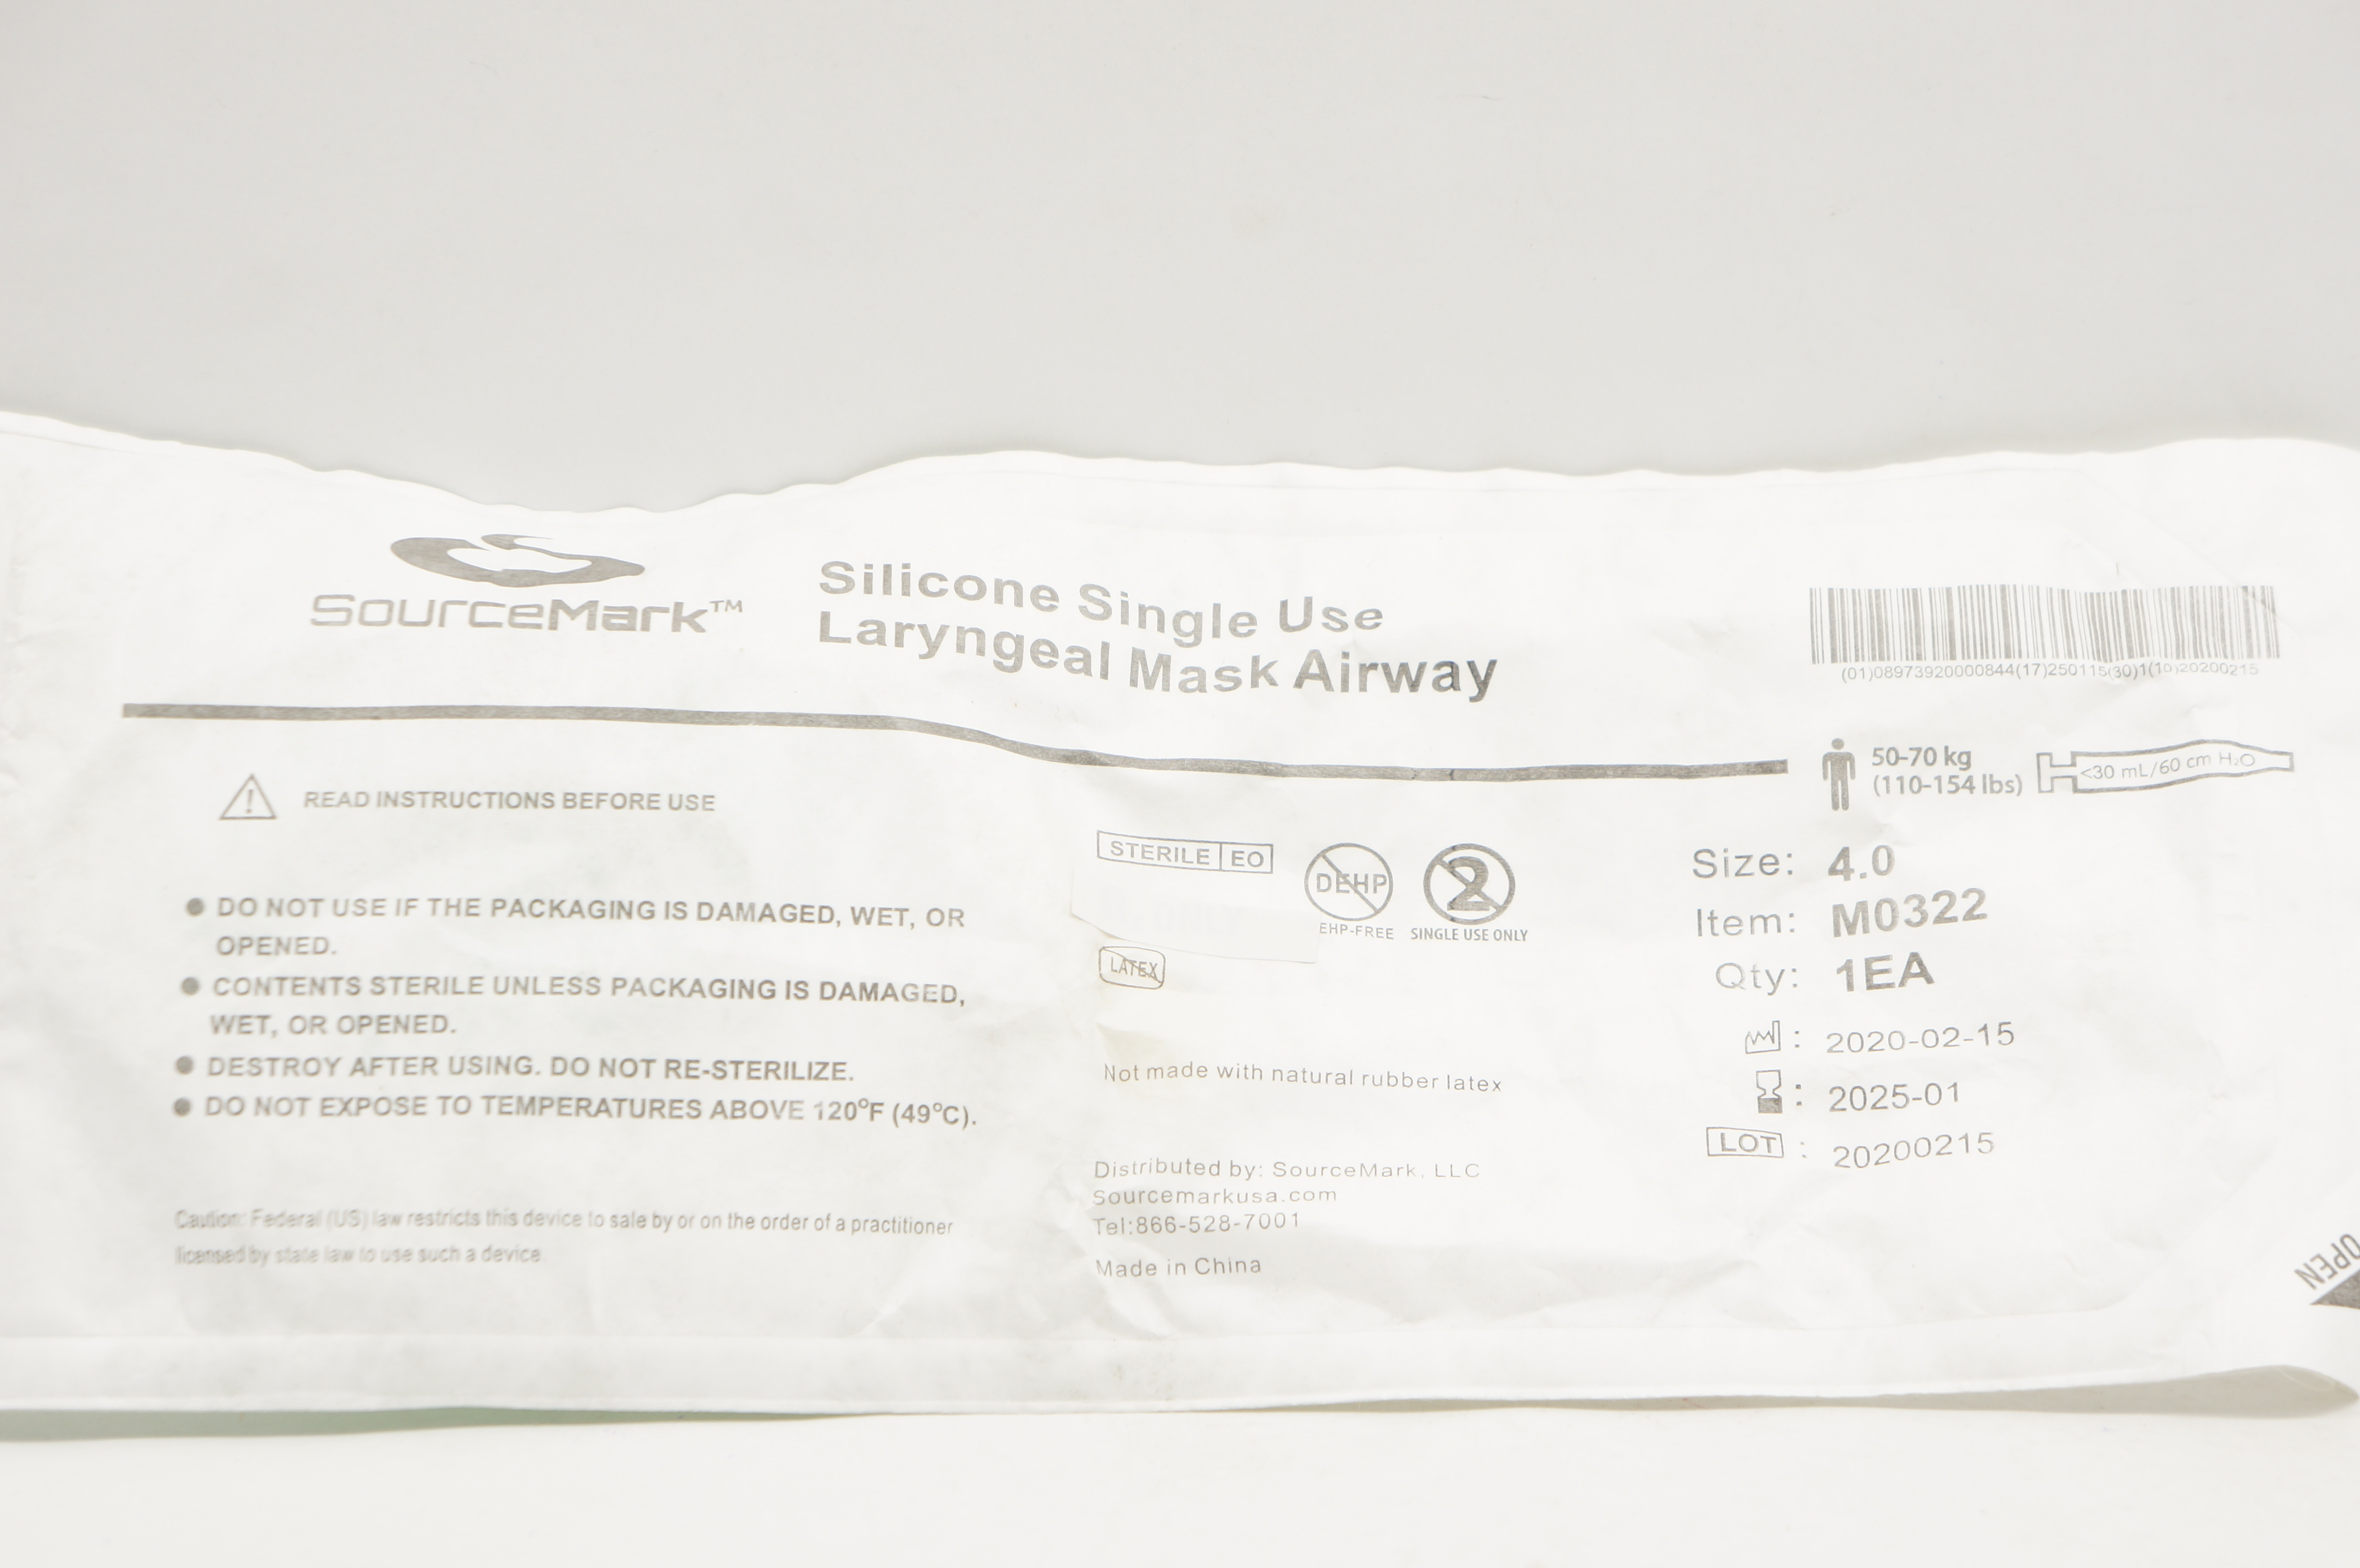 SourceMark™
Silicone Single Use
Laryngeal Mask Airway
(01)08973920000844(17)250115(30)1(10)20200215
50-70 kg
(110-154 lbs)
<30 mL/60 cm H₂O
READ INSTRUCTIONS BEFORE USE
● DO NOT USE IF THE PACKAGING IS DAMAGED, WET, OR
OPENED.
● CONTENTS STERILE UNLESS PACKAGING IS DAMAGED,
WET, OR OPENED.
● DESTROY AFTER USING. DO NOT RE-STERILIZE.
● DO NOT EXPOSE TO TEMPERATURES ABOVE 120°F (49°C).
Caution: Federal (US) law restricts this device to sale by or on the order of a practitioner
licensed by state law to use such a device.
STERILE EO
DEHP
EHP-FREE
2
SINGLE USE ONLY
LATEX
Not made with natural rubber latex
Distributed by: SourceMark, LLC
Sourcemarkusa.com
Tel:866-528-7001
Made in China
Size: 4.0
Item: M0322
Qty: 1EA
: 2020-02-15
: 2025-01
LOT : 20200215
OPEN